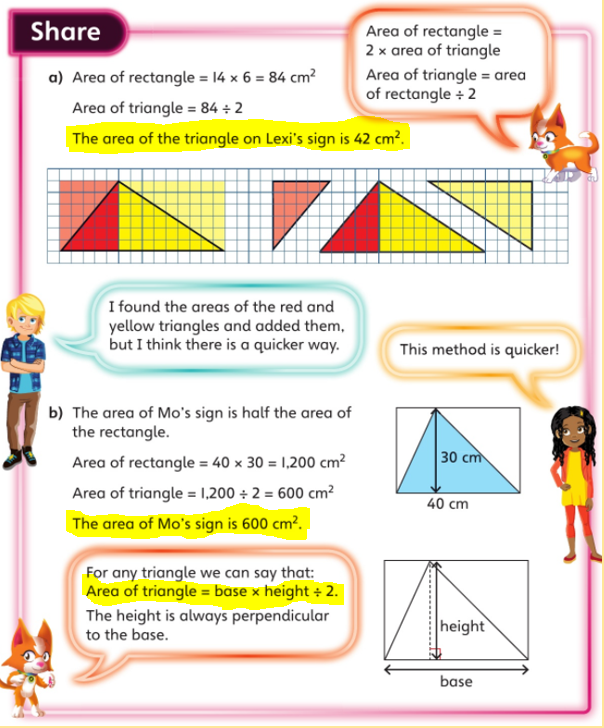 Share
Area of rectangle =
2 × area of triangle
Area of triangle = area
of rectangle ÷ 2
a) Area of rectangle = 14 × 6 = 84 cm²
Area of triangle = 84 ÷ 2
The area of the triangle on Lexi's sign is 42 cm².
I found the areas of the red and
yellow triangles and added them,
but I think there is a quicker way.
This method is quicker!
b) The area of Mo's sign is half the area of
the rectangle.
Area of rectangle = 40 × 30 = 1,200 cm²
Area of triangle = 1,200 ÷ 2 = 600 cm²
The area of Mo's sign is 600 cm².
30 cm
40 cm
For any triangle we can say that:
Area of triangle = base × height ÷ 2.
The height is always perpendicular
to the base.
height
base